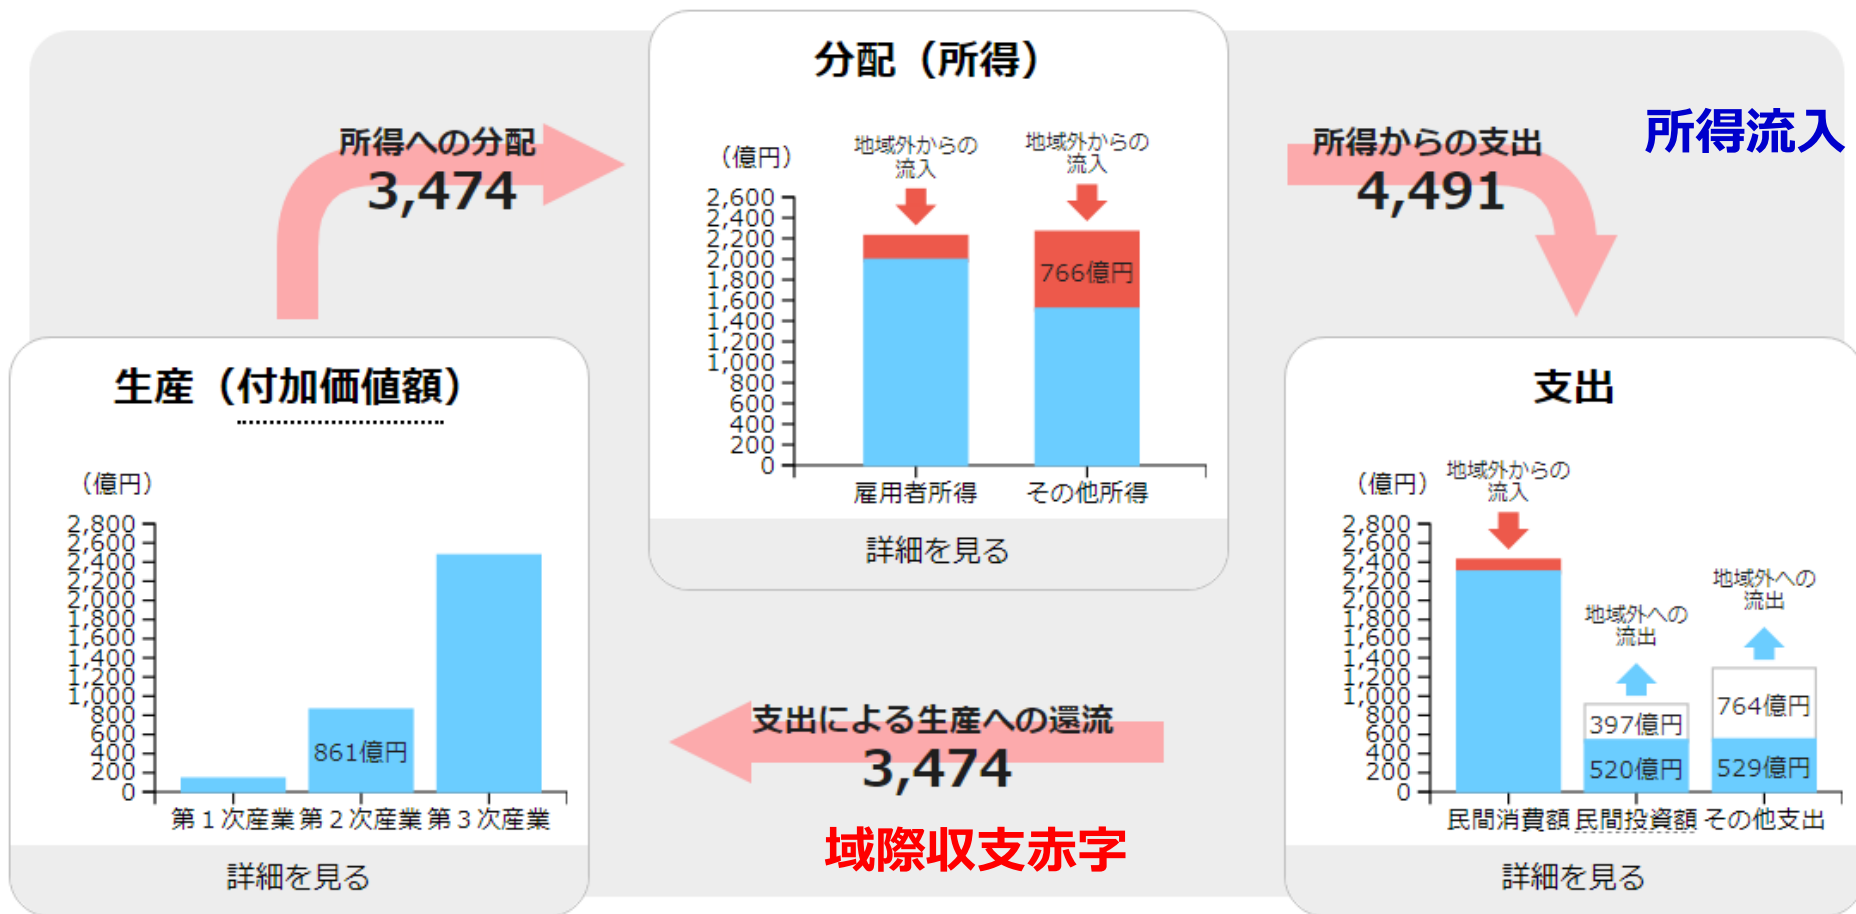 分配（所得）
所得への分配
3,474
（億円）
地域外からの
流入
地域外からの
流入
2,600
2,400
2,200
2,000
1,800
1,600
1,400
1,200
1,000
800
600
400
200
0
766億円
雇用者所得
その他所得
詳細を見る
所得からの支出
4,491
所得流入
生産（付加価値額）
（億円）
2,800
2,600
2,400
2,200
2,000
1,800
1,600
1,400
1,200
1,000
800
600
400
200
0
861億円
第１次産業
第２次産業
第３次産業
詳細を見る
支出による生産への還流
3,474
域際収支赤字
支出
（億円）
地域外からの
流入
地域外への
流出
地域外への
流出
2,800
2,600
2,400
2,200
2,000
1,800
1,600
1,400
1,200
1,000
800
600
400
200
0
397億円
520億円
764億円
529億円
民間消費額
民間投資額
その他支出
詳細を見る